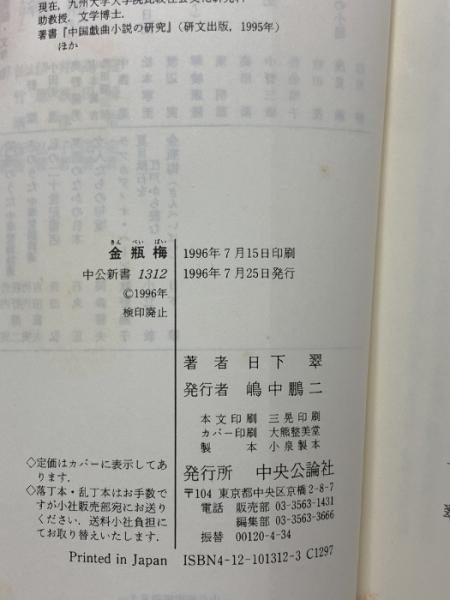 現在，九州大学大学院比較社会文化研究科
助教授．文学博士．
著書『中国戯曲小説の研究』（研文出版，1995年）
ほか
きん ぺい ばい
金瓶梅
中公新書 1312
©1996年
検印廃止
1996年7月15日印刷
1996年7月25日発行
著者 日下 翠
発行者 嶋中鵬二
本文印刷 三晃印刷
カバー印刷 大熊整美堂
製本 小泉製本
発行所 中央公論社
〒104 東京都中央区京橋2-8-7
電話 販売部 03-3563-1431
編集部 03-3563-3666
振替 00120-4-34
◇定価はカバーに表示してあ
ります．
◇落丁本・乱丁本はお手数で
すが小社販売部宛にお送り
ください．送料小社負担に
てお取り替えいたします．
Printed in Japan
ISBN4-12-101312-3 C1297